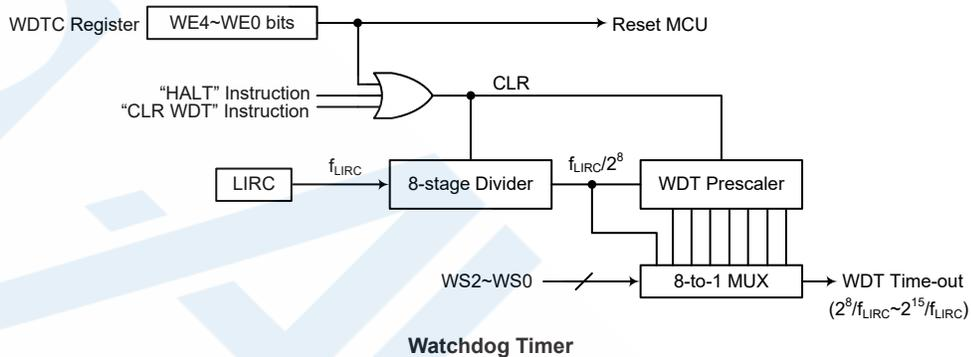 WDTC Register WE4~WE0 bits Reset MCU
CLR
“HALT” Instruction
“CLR WDT” Instruction
fLIRC fLIRC/2⁸
LIRC 8-stage Divider WDT Prescaler
WS2~WS0 8-to-1 MUX WDT Time-out
(2⁸/fLIRC~2¹⁵/fLIRC)
Watchdog Timer